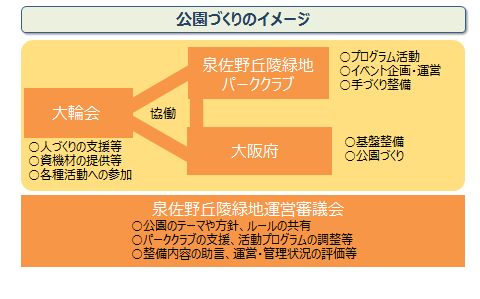 公園づくりのイメージ
泉佐野丘陵緑地
パーククラブ
○プログラム活動
○イベント企画・運営
○手づくり整備
大輪会
協働
○人づくりの支援等
○資機材の提供等
○各種活動への参加
大阪府
○基盤整備
○公園づくり
泉佐野丘陵緑地運営審議会
○公園のテーマや方針、ルールの共有
○パーククラブの支援、活動プログラムの調整等
○整備内容の助言、運営・管理状況の評価等